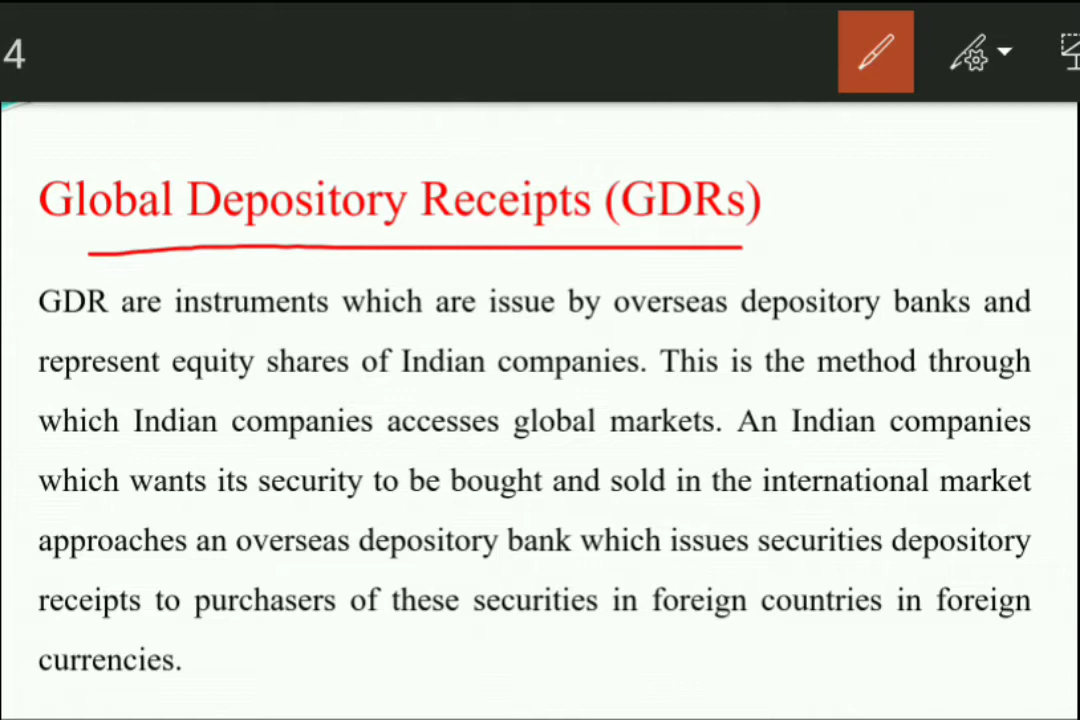 4
Global Depository Receipts (GDRs)
GDR are instruments which are issue by overseas depository banks and
represent equity shares of Indian companies. This is the method through
which Indian companies accesses global markets. An Indian companies
which wants its security to be bought and sold in the international market
approaches an overseas depository bank which issues securities depository
receipts to purchasers of these securities in foreign countries in foreign
currencies.